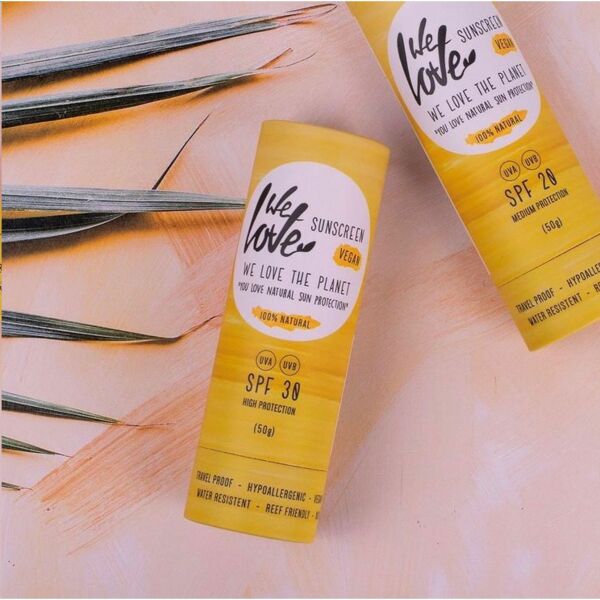 We
love
SUNSCREEN
VEGAN
WE LOVE THE PLANET
"YOU LOVE NATURAL SUN PROTECTION"
100% NATURAL
UVA UVB
SPF 30
HIGH PROTECTION
(50g)
TRAVEL PROOF - HYPOALLERGENIC -
WATER RESISTENT - REEF FRIENDLY -
We
love
SUNSCREEN
VEGAN
WE LOVE THE PLANET
"YOU LOVE NATURAL SUN PROTECTION"
100% NATURAL
UVA UVB
SPF 20
MEDIUM PROTECTION
(50g)
TRAVEL PROOF -
WATER RESISTENT -